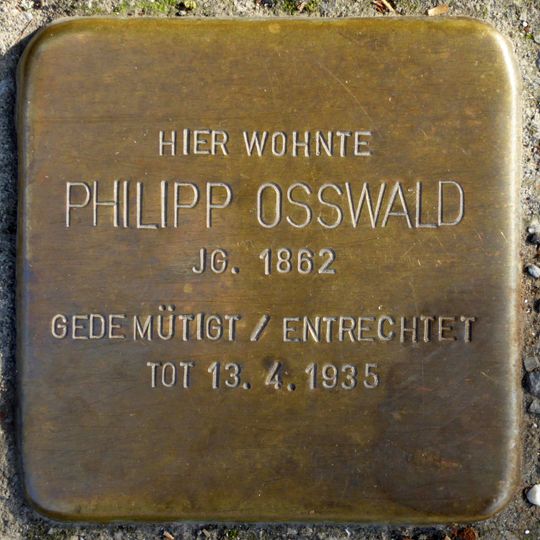 HIER WOHNTE
PHILIPP OSSWALD
JG. 1862
GEDEMÜTIGT / ENTRECHTET
TOT 13. 4. 1935